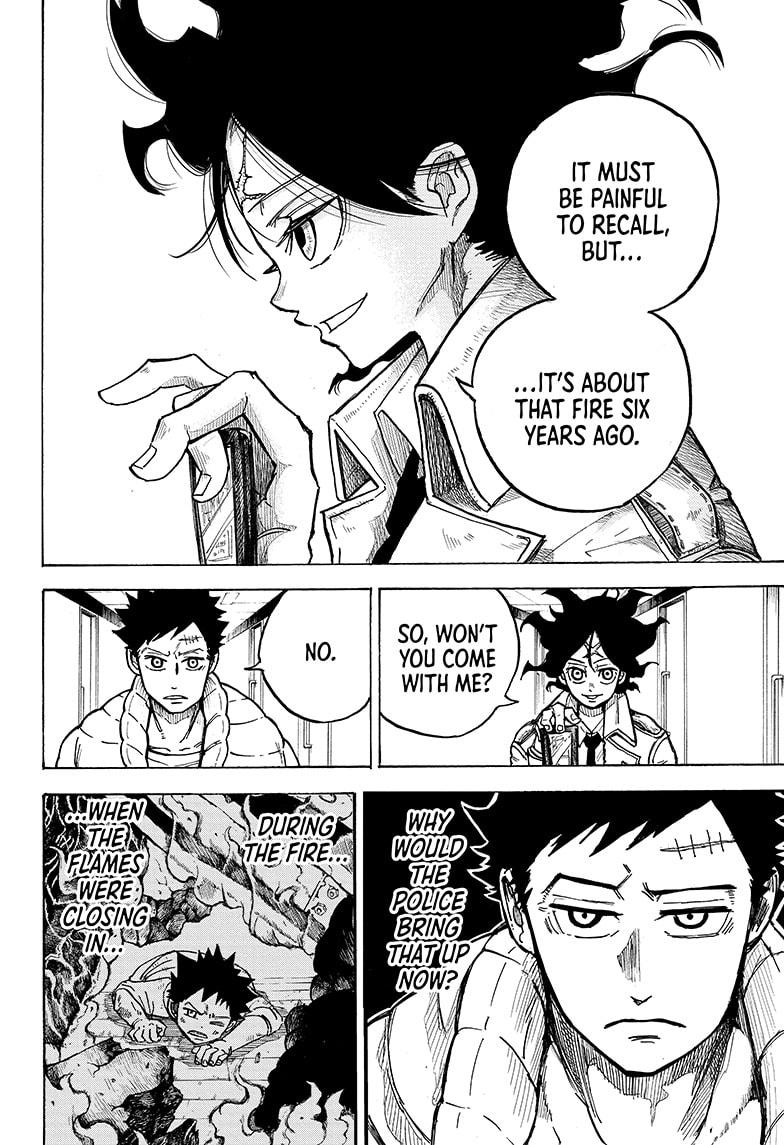 IT MUST
BE PAINFUL
TO RECALL,
BUT...
...IT'S ABOUT
THAT FIRE SIX
YEARS AGO.
SO, WON'T
YOU COME
WITH ME?
NO.
WHY
WOULD
THE
POLICE
BRING
THAT UP
NOW?
DURING
THE FIRE...
...WHEN
THE
FLAMES
WERE
CLOSING
IN...